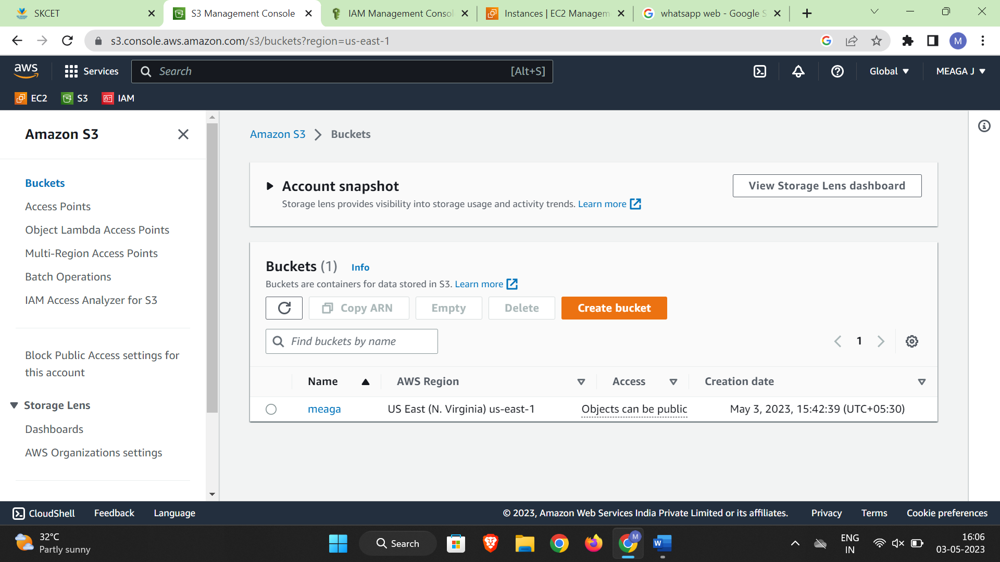 SKCET
S3 Management Console
IAM Management Consol
Instances | EC2 Managem
whatsapp web - Google S
s3.console.aws.amazon.com/s3/buckets?region=us-east-1
M
aws
Services
Search
[Alt+S]
Global
MEAGA J
EC2
S3
IAM
Amazon S3
Buckets
Access Points
Object Lambda Access Points
Multi-Region Access Points
Batch Operations
IAM Access Analyzer for S3
Block Public Access settings for
this account
Storage Lens
Dashboards
AWS Organizations settings
Amazon S3 > Buckets
Account snapshot
Storage lens provides visibility into storage usage and activity trends. Learn more
View Storage Lens dashboard
Buckets (1) Info
Buckets are containers for data stored in S3. Learn more
Copy ARN
Empty
Delete
Create bucket
Find buckets by name
1
Name AWS Region Access Creation date
meaga US East (N. Virginia) us-east-1 Objects can be public May 3, 2023, 15:42:39 (UTC+05:30)
CloudShell Feedback Language © 2023, Amazon Web Services India Private Limited or its affiliates. Privacy Terms Cookie preferences
32°C
Partly sunny
Search
M
W
ENG
IN
16:06
03-05-2023